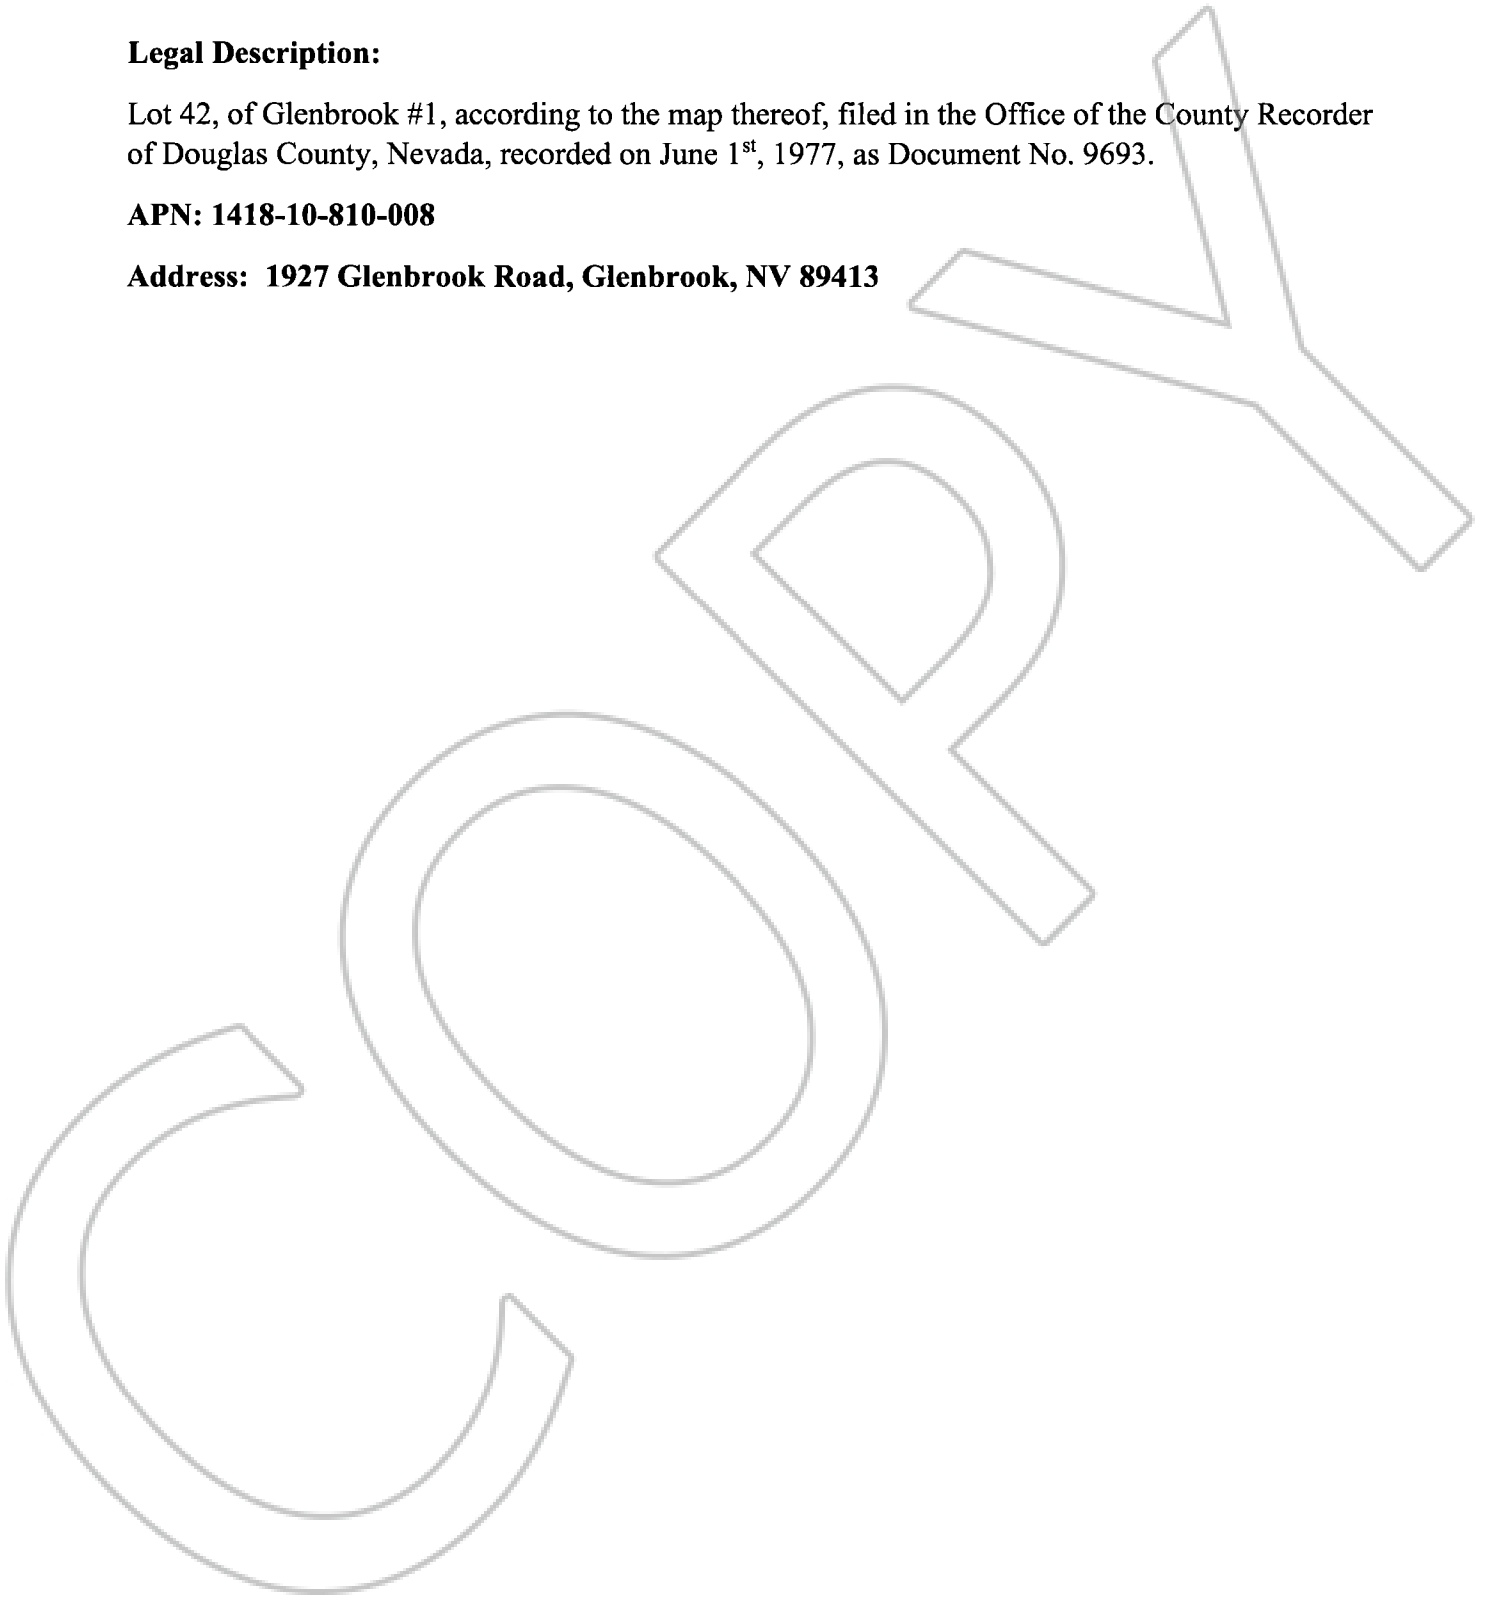 Legal Description:
Lot 42, of Glenbrook #1, according to the map thereof, filed in the Office of the County Recorder
of Douglas County, Nevada, recorded on June 1st, 1977, as Document No. 9693.
APN: 1418-10-810-008
Address: 1927 Glenbrook Road, Glenbrook, NV 89413
COPY